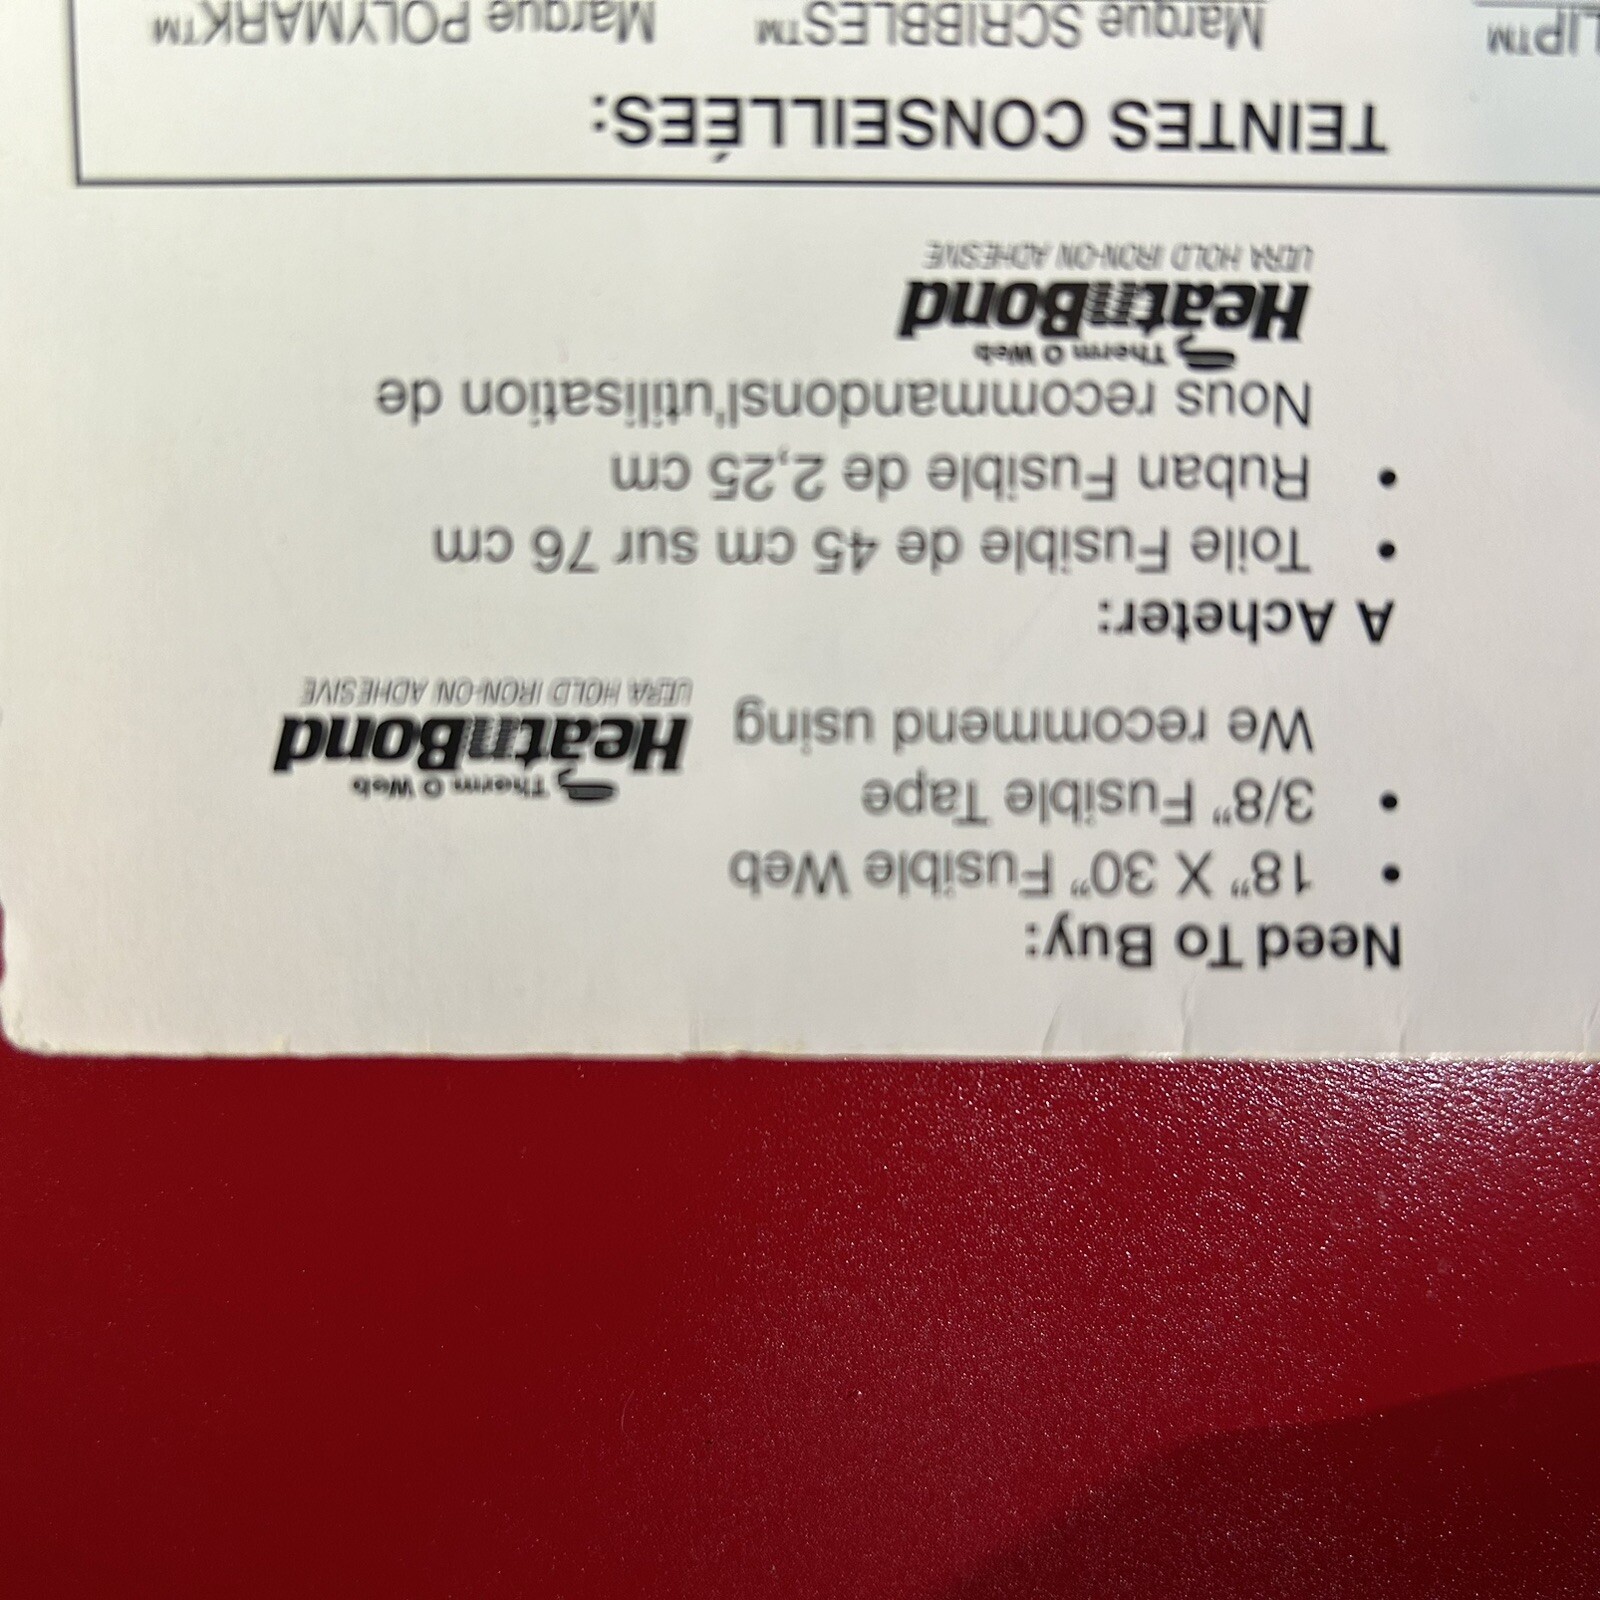 Need To Buy:
• 18" X 30" Fusible Web
• 3/8" Fusible Tape
We recommend using
Therm O Web
HeatnBond
ULTRA HOLD IRON-ON ADHESIVE
A Acheter:
• Toile Fusible de 45 cm sur 76 cm
• Ruban Fusible de 2,25 cm
Nous recommandonsl'utilisation de
Therm O Web
HeatnBond
ULTRA HOLD IRON-ON ADHESIVE
TEINTES CONSEILLÉES:
Marque SCRIBBLES™ Marque POLYMARK™